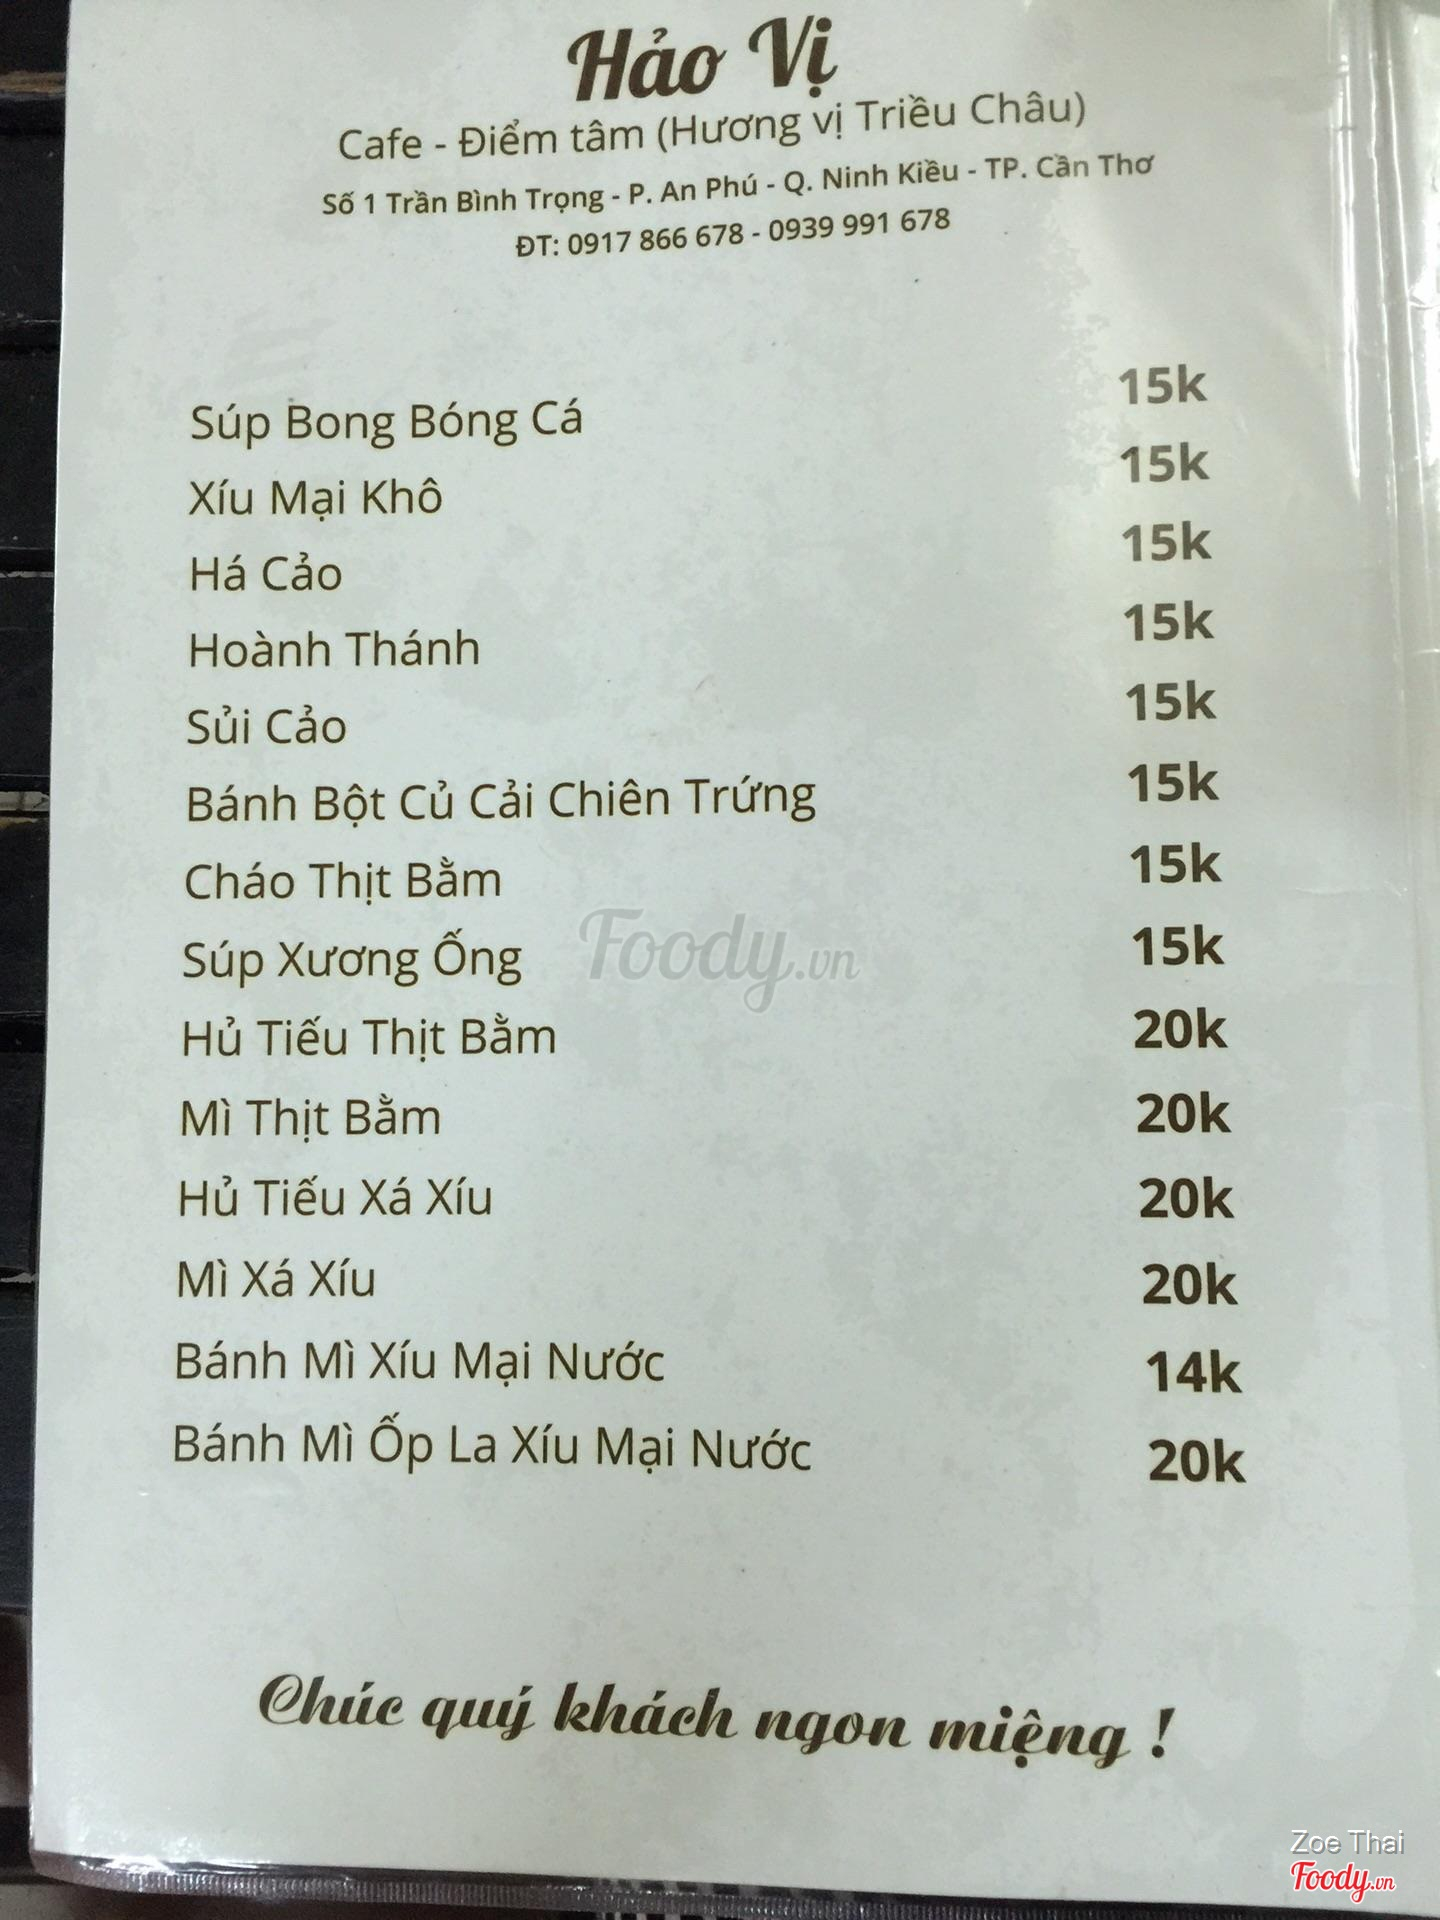 Hảo Vị
Cafe - Điểm tâm (Hương vị Triều Châu)
Số 1 Trần Bình Trọng - P. An Phú - Q. Ninh Kiều - TP. Cần Thơ
ĐT: 0917 866 678 - 0939 991 678
Súp Bong Bóng Cá 15k
Xíu Mại Khô 15k
Há Cảo 15k
Hoành Thánh 15k
Sủi Cảo 15k
Bánh Bột Củ Cải Chiên Trứng 15k
Cháo Thịt Bằm 15k
Súp Xương Ống 15k
Hủ Tiếu Thịt Bằm 20k
Mì Thịt Bằm 20k
Hủ Tiếu Xá Xíu 20k
Mì Xá Xíu 20k
Bánh Mì Xíu Mại Nước 14k
Bánh Mì Ốp La Xíu Mại Nước 20k
Foody.vn
Chúc quý khách ngon miệng !
Zoe Thai
Foody.vn